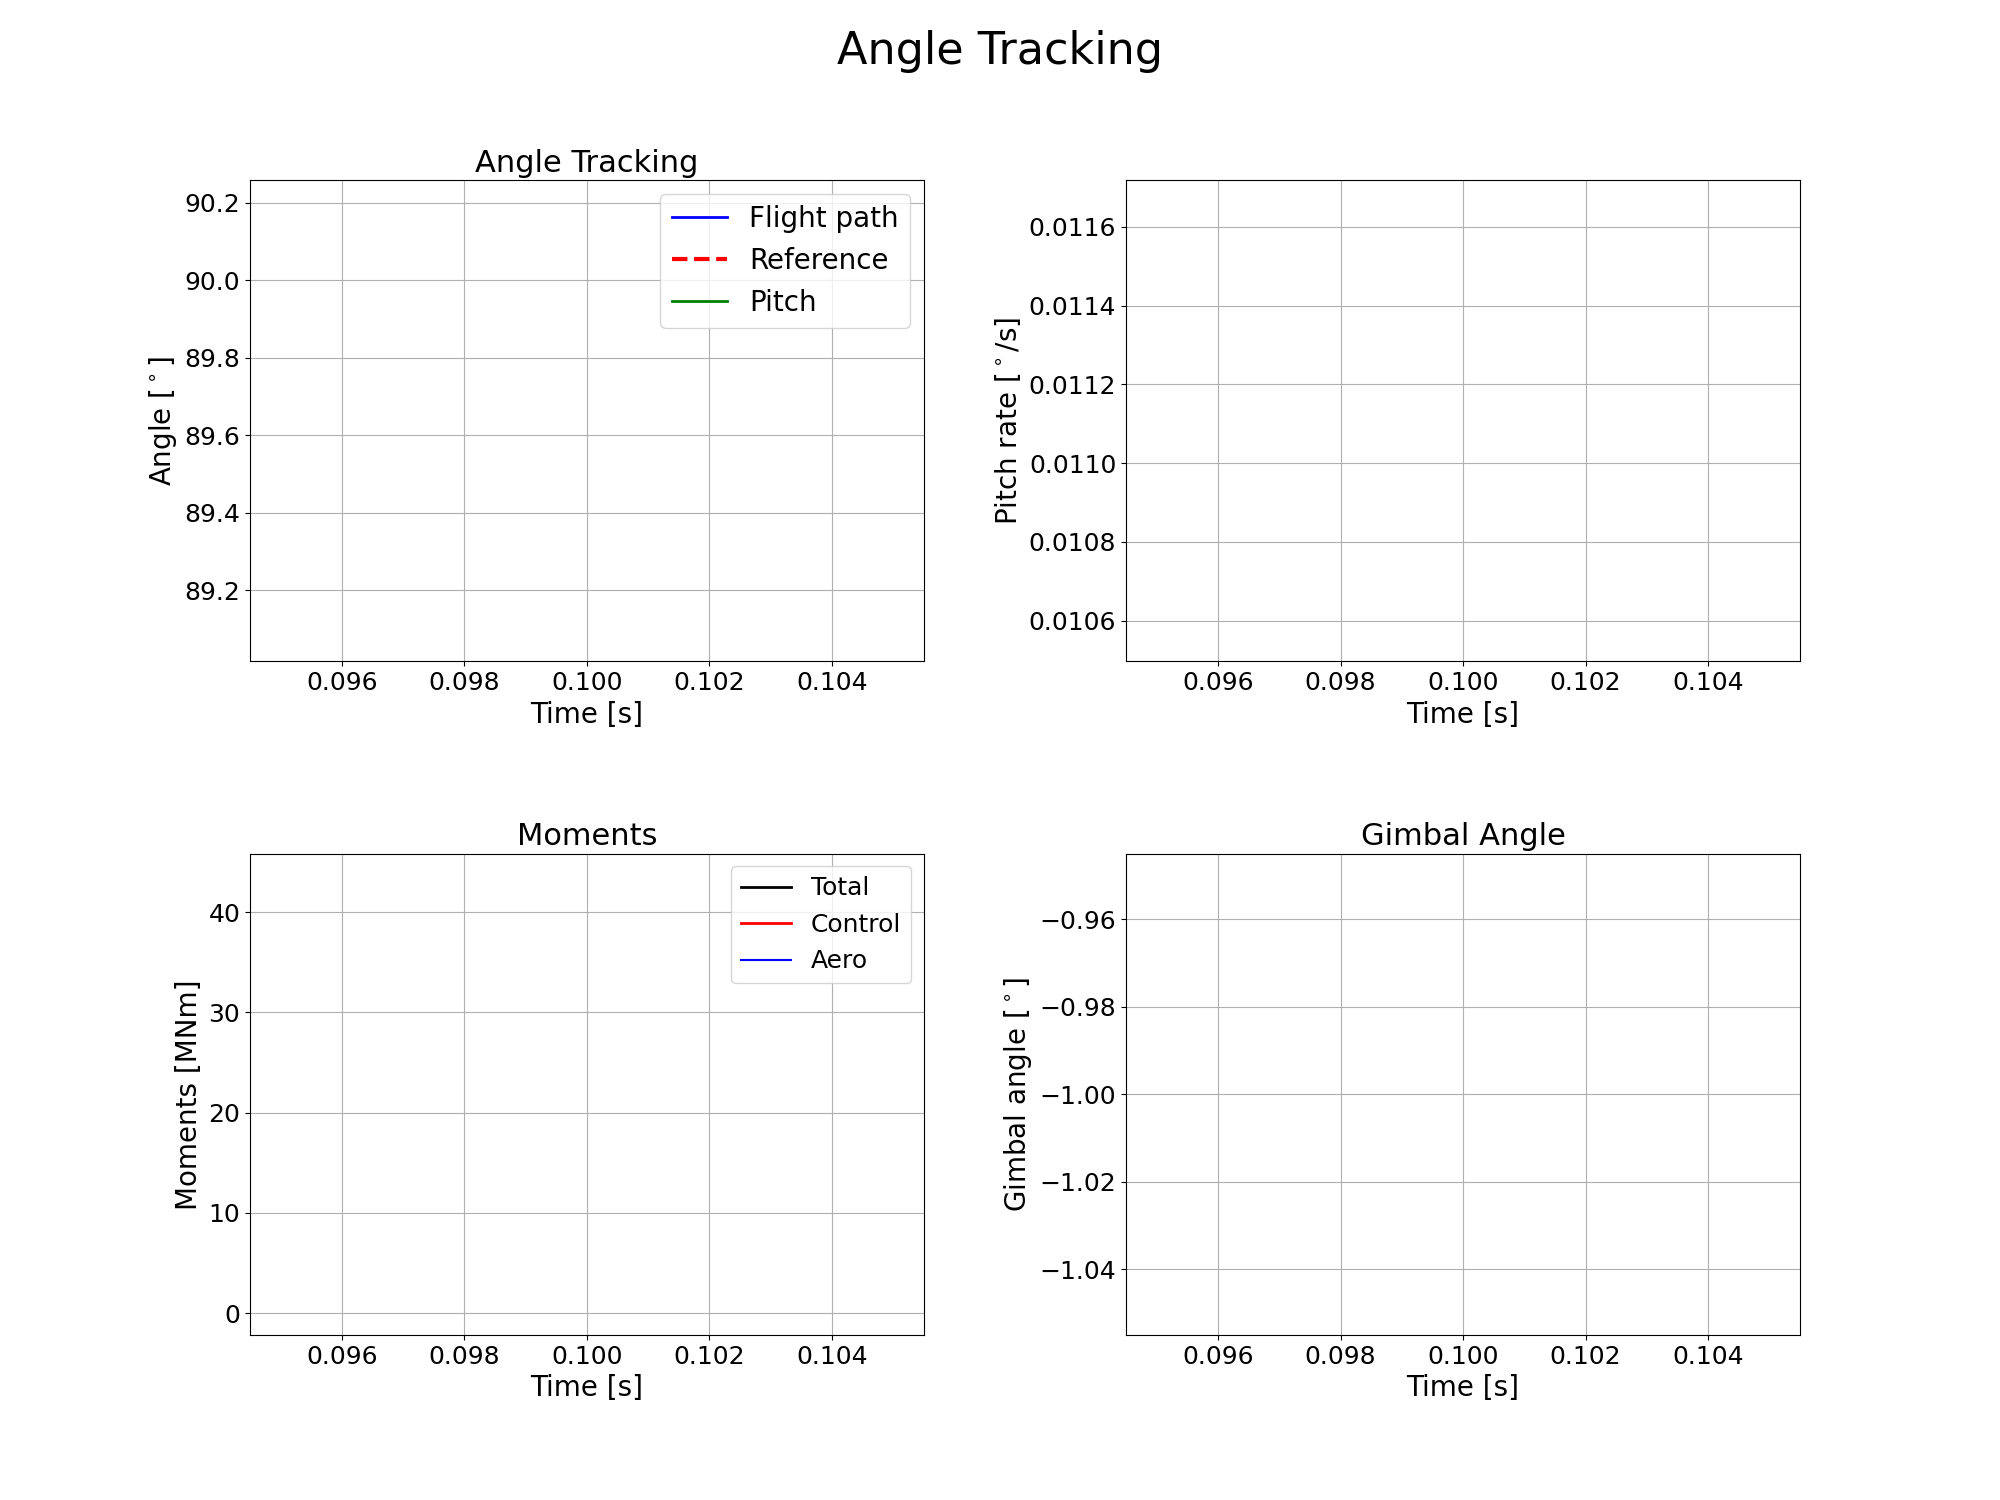 Angle Tracking
Angle Tracking
90.2
90.0
89.8
89.6
89.4
89.2
Angle [°]
Flight path
Reference
Pitch
0.096 0.098 0.100 0.102 0.104
Time [s]
0.0116
0.0114
0.0112
0.0110
0.0108
0.0106
Pitch rate [°/s]
0.096 0.098 0.100 0.102 0.104
Time [s]
Moments
40
30
20
10
0
Moments [MNm]
Total
Control
Aero
0.096 0.098 0.100 0.102 0.104
Time [s]
Gimbal Angle
−0.96
−0.98
−1.00
−1.02
−1.04
Gimbal angle [°]
0.096 0.098 0.100 0.102 0.104
Time [s]